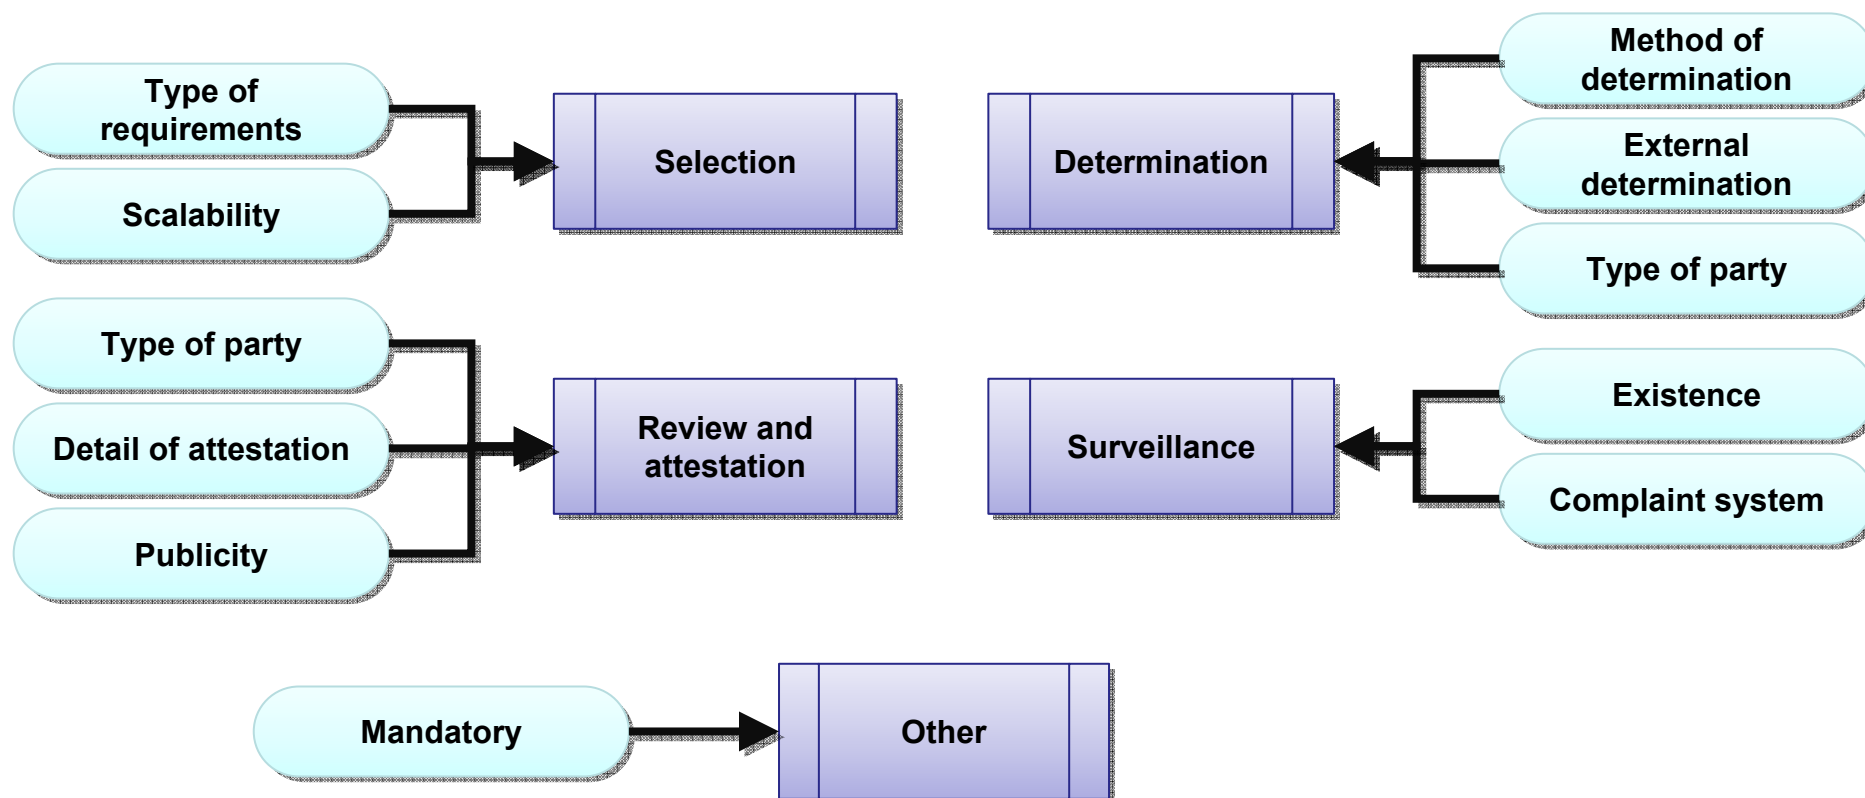 Type of
requirements
Scalability
Selection
Determination
Method of
determination
External
determination
Type of party
Type of party
Detail of attestation
Publicity
Review and
attestation
Surveillance
Existence
Complaint system
Mandatory
Other